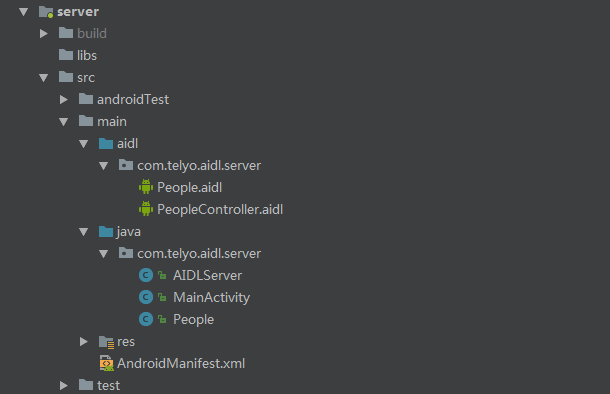 server
build
libs
src
androidTest
main
aidl
com.telyo.aidl.server
People.aidl
PeopleController.aidl
java
com.telyo.aidl.server
AIDLServer
MainActivity
People
res
AndroidManifest.xml
test